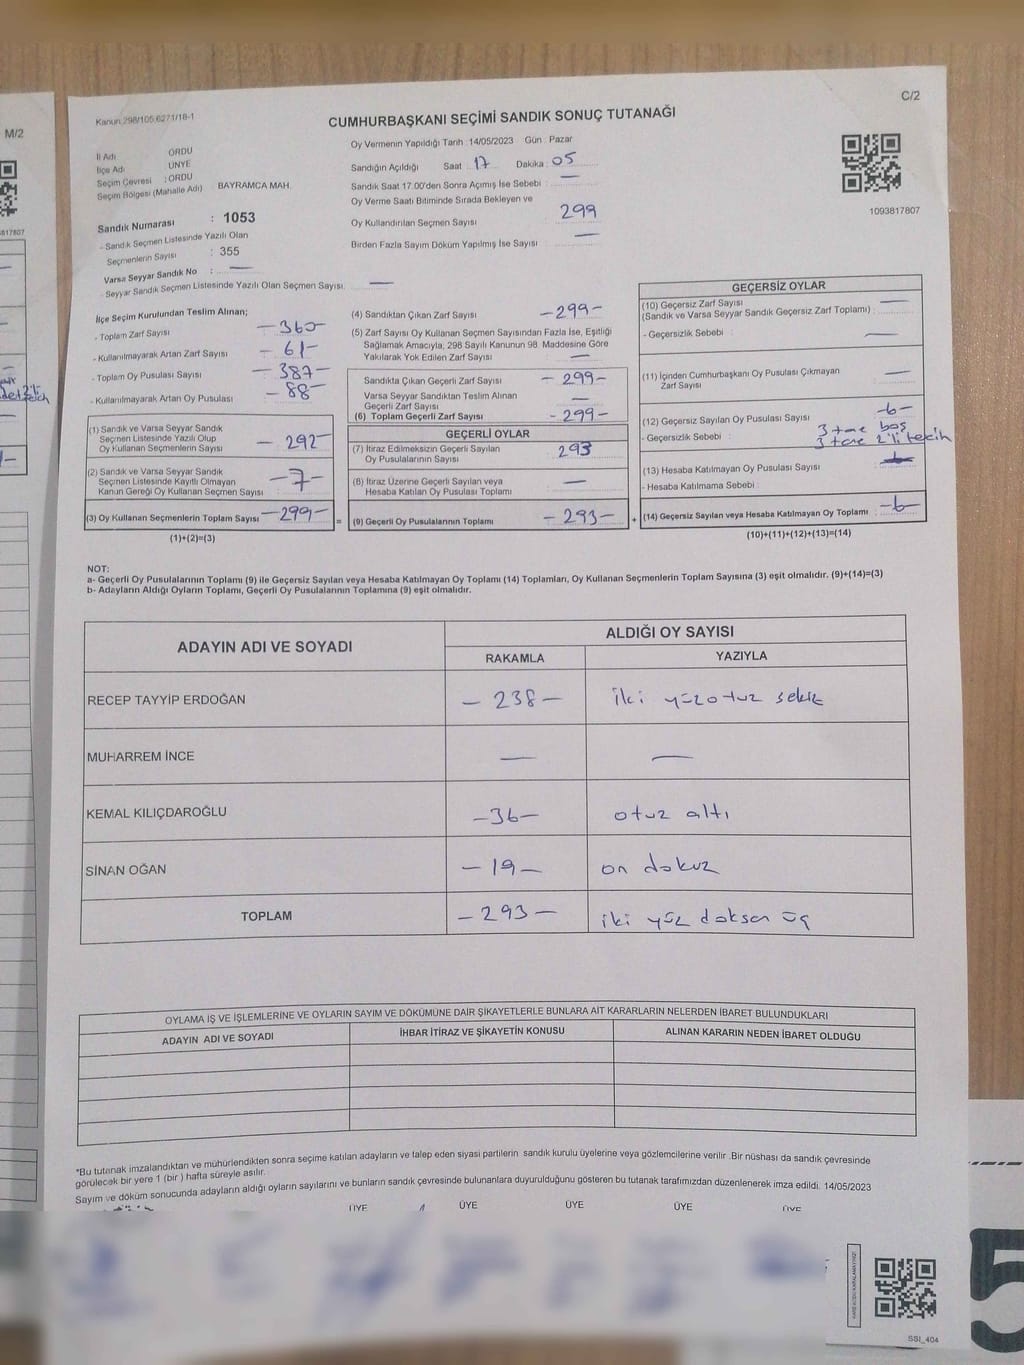 C/2
M/2
Kanun 298/105,6271/18-1
CUMHURBAŞKANI SEÇİMİ SANDIK SONUÇ TUTANAĞI
İl Adı ORDU
İlçe Adı ÜNYE
Seçim Çevresi : ORDU
Seçim Bölgesi (Mahalle Adı) : BAYRAMCA MAH.
Sandık Numarası : 1053
- Sandık Seçmen Listesinde Yazılı Olan
Seçmenlerin Sayısı : 355
Varsa Seyyar Sandık No : —
- Seyyar Sandık Seçmen Listesinde Yazılı Olan Seçmen Sayısı. —
Oy Vermenin Yapıldığı Tarih :14/05/2023 Gün : Pazar
Sandığın Açıldığı Saat : 17 Dakika : 05
Sandık Saat 17.00'den Sonra Açımış İse Sebebi : —
Oy Verme Saati Bitiminde Sırada Bekleyen ve
Oy Kullandırılan Seçmen Sayısı 299
Birden Fazla Sayım Döküm Yapılmış İse Sayısı : —
1093817807
İlçe Seçim Kurulundan Teslim Alınan;
- Toplam Zarf Sayısı — 360 —
- Kullanılmayarak Artan Zarf Sayısı — 61 —
- Toplam Oy Pusulası Sayısı — 387 —
- Kullanılmayarak Artan Oy Pusulası — 88 —
(1) Sandık ve Varsa Seyyar Sandık
Seçmen Listesinde Yazılı Olup
Oy Kullanan Seçmenlerin Sayısı — 292 —
(2) Sandık ve Varsa Seyyar Sandık
Seçmen Listesinde Kayıtlı Olmayan
Kanun Gereği Oy Kullanan Seçmen Sayısı — 7 —
(3) Oy Kullanan Seçmenlerin Toplam Sayısı — 299 —
(1)+(2)=(3)
(4) Sandıktan Çıkan Zarf Sayısı — 299 —
(5) Zarf Sayısı Oy Kullanan Seçmen Sayısından Fazla İse, Eşitliği
Sağlamak Amacıyla; 298 Sayılı Kanunun 98. Maddesine Göre
Yakılarak Yok Edilen Zarf Sayısı —
Sandıkta Çıkan Geçerli Zarf Sayısı — 299 —
Varsa Seyyar Sandıktan Teslim Alınan
Geçerli Zarf Sayısı —
(6) Toplam Geçerli Zarf Sayısı - 299 —
GEÇERLİ OYLAR
(7) İtiraz Edilmeksizin Geçerli Sayılan
Oy Pusulalarının Sayısı 293
(8) İtiraz Üzerine Geçerli Sayılan veya
Hesaba Katılan Oy Pusulası Toplamı —
= (9) Geçerli Oy Pusulalarının Toplamı — 293 — +
GEÇERSİZ OYLAR
(10) Geçersiz Zarf Sayısı —
(Sandık ve Varsa Seyyar Sandık Geçersiz Zarf Toplamı) :
- Geçersizlik Sebebi : —
(11) İçinden Cumhurbaşkanı Oy Pusulası Çıkmayan
Zarf Sayısı —
(12) Geçersiz Sayılan Oy Pusulası Sayısı — 6 —
- Geçersizlik Sebebi : 3 tane boş
3 tane 2'li tercih
(13) Hesaba Katılmayan Oy Pusulası Sayısı
- Hesaba Katılmama Sebebi :
(14) Geçersiz Sayılan veya Hesaba Katılmayan Oy Toplamı : — 6 —
(10)+(11)+(12)+(13)=(14)
NOT:
a- Geçerli Oy Pusulalarının Toplamı (9) ile Geçersiz Sayılan veya Hesaba Katılmayan Oy Toplamı (14) Toplamları, Oy Kullanan Seçmenlerin Toplam Sayısına (3) eşit olmalıdır. (9)+(14)=(3)
b- Adayların Aldığı Oyların Toplamı, Geçerli Oy Pusulalarının Toplamına (9) eşit olmalıdır.
ADAYIN ADI VE SOYADI ALDIĞI OY SAYISI
RAKAMLA YAZIYLA
RECEP TAYYİP ERDOĞAN — 238 — iki yüzotuz sekiz
MUHARREM İNCE — —
KEMAL KILIÇDAROĞLU — 36 — otuz altı
SİNAN OĞAN — 19 — on dokuz
TOPLAM — 293 — iki yüz doksan üç
OYLAMA İŞ VE İŞLEMLERİNE VE OYLARIN SAYIM VE DÖKÜMÜNE DAİR ŞİKAYETLERLE BUNLARA AİT KARARLARIN NELERDEN İBARET BULUNDUKLARI
ADAYIN ADI VE SOYADI İHBAR İTİRAZ VE ŞİKAYETİN KONUSU ALINAN KARARIN NEDEN İBARET OLDUĞU
*Bu tutanak imzalandıktan ve mühürlendikten sonra seçime katılan adayların ve talep eden siyasi partilerin sandık kurulu üyelerine veya gözlemcilerine verilir .Bir nüshası da sandık çevresinde
görülecek bir yere 1 (bir ) hafta süreyle asılır.
Sayım ve döküm sonucunda adayların aldığı oyların sayılarını ve bunların sandık çevresinde bulunanlara duyurulduğunu gösteren bu tutanak tarafımızdan düzenlenerek imza edildi. 14/05/2023
ÜYE ÜYE ÜYE ÜYE ÜYE
SSI_404
5